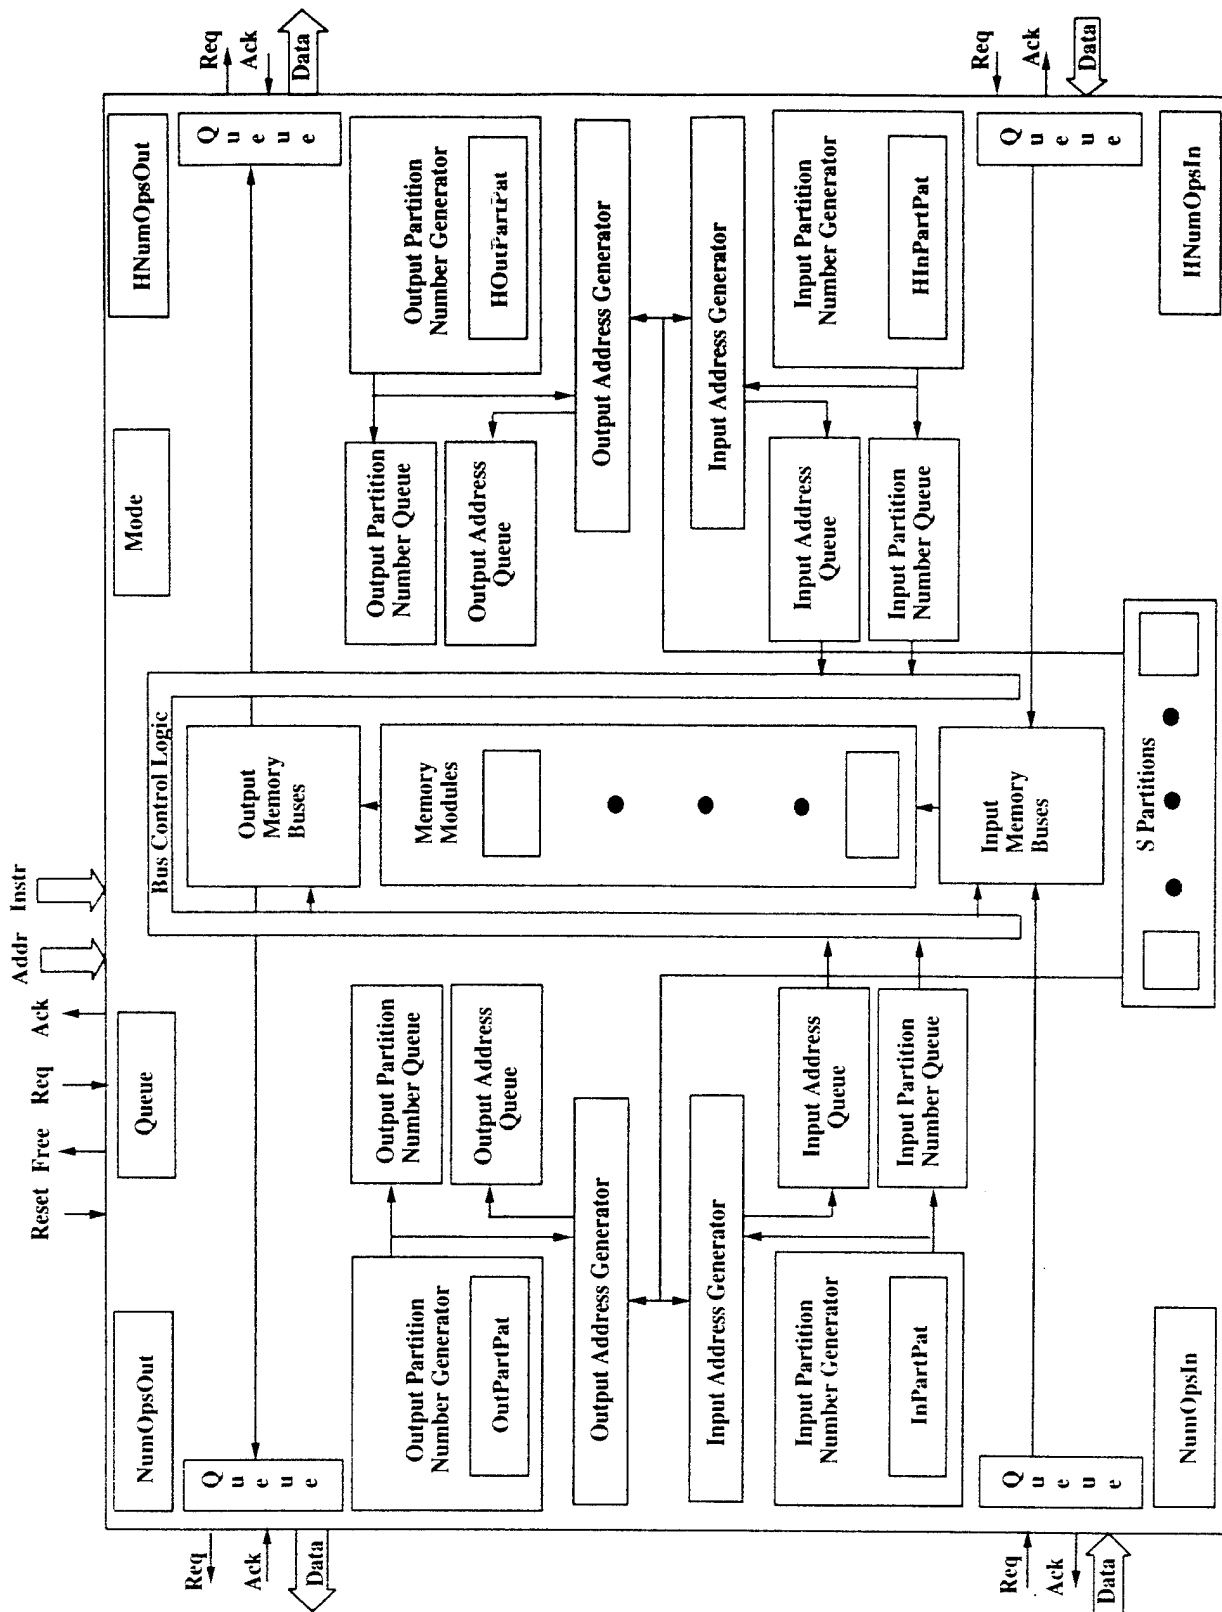 Reset Free Req Ack Addr Instr
NumOpsOut
Queue
Mode
HNumOpsOut
Bus Control Logic
Req
Ack
Data
Queue
Output
Memory
Buses
Queue
Req
Ack
Data
Output Partition
Number Generator
OutPartPat
Output Partition
Number Queue
Output Address
Queue
Memory
Modules
Output Partition
Number Queue
Output Address
Queue
Output Partition
Number Generator
HOutPartPat
Output Address Generator
Output Address Generator
Input Address Generator
Input Address Generator
Input Partition
Number Generator
InPartPat
Input Address
Queue
Input Partition
Number Queue
Input Address
Queue
Input Partition
Number Queue
Input Partition
Number Generator
HInPartPat
Req
Ack
Data
Queue
Input
Memory
Buses
Queue
Req
Ack
Data
NumOpsIn
S Partitions
HNumOpsIn